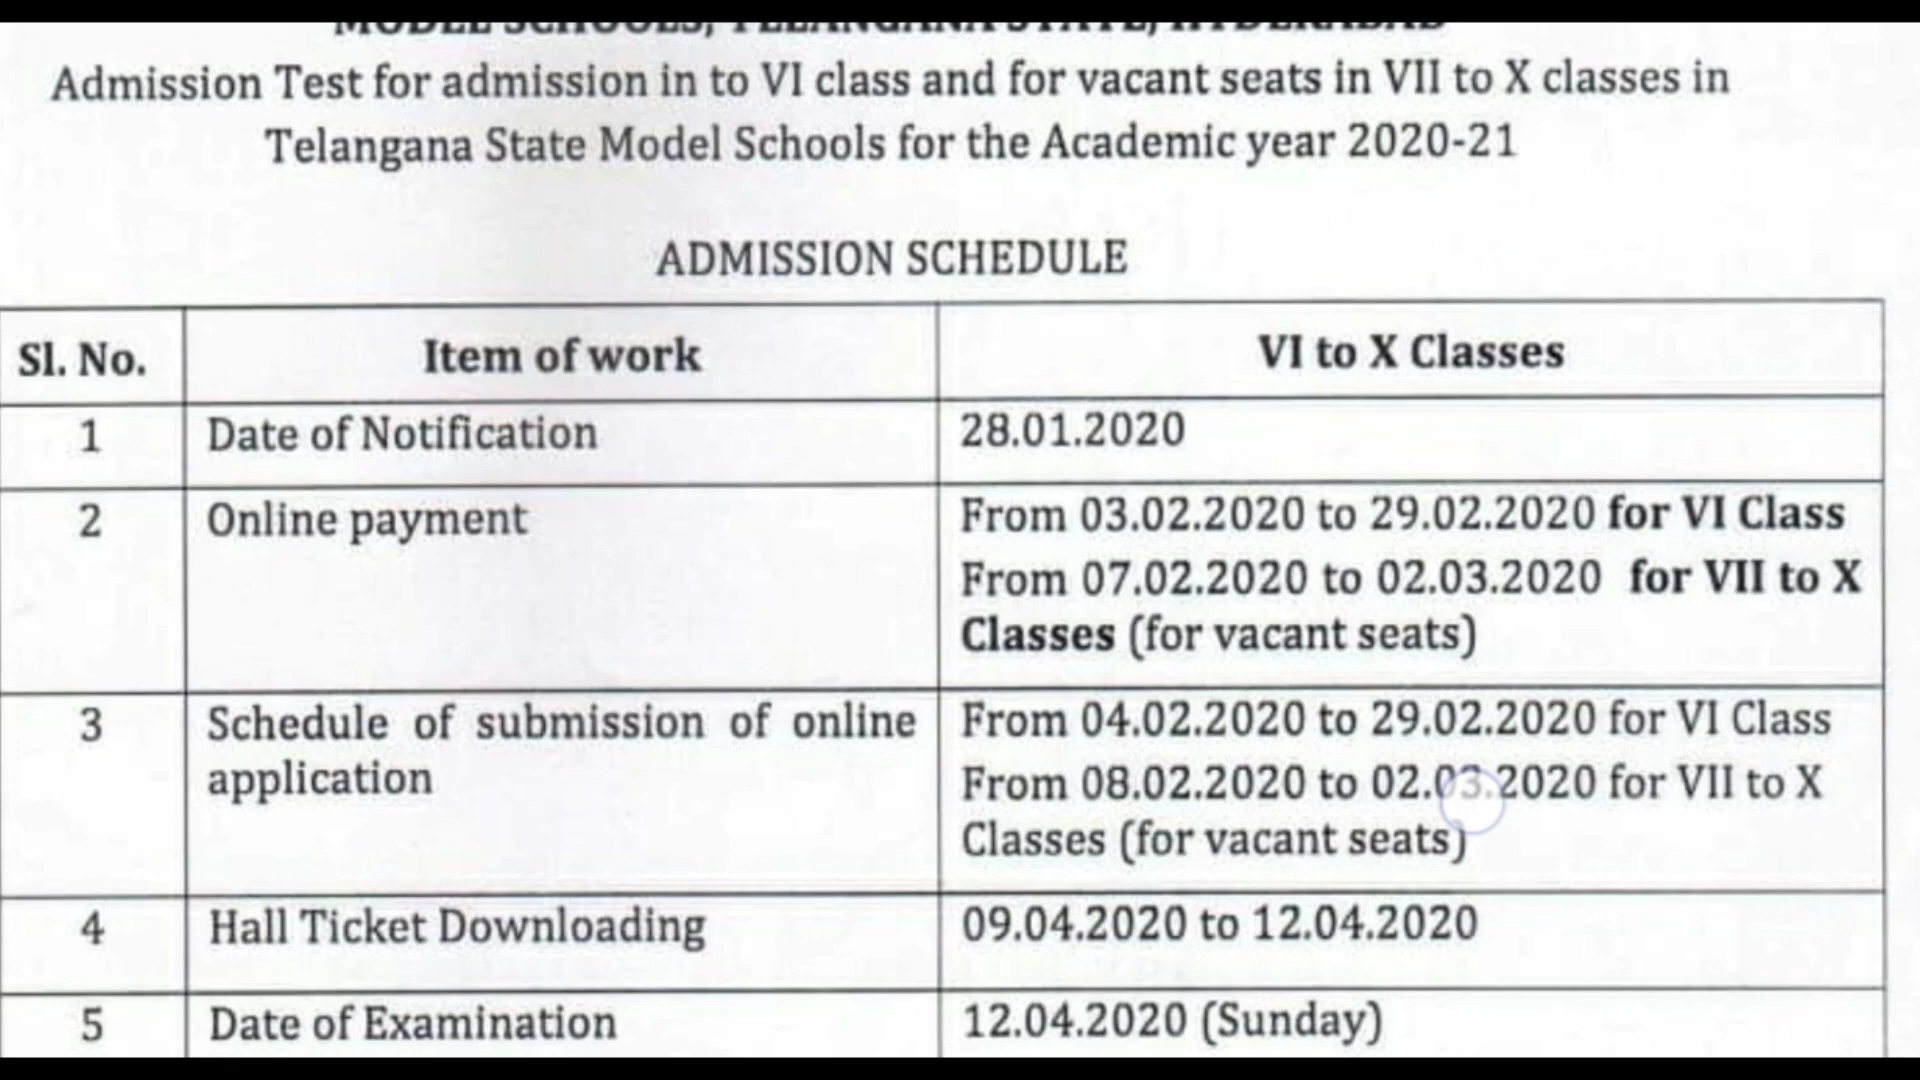 MODEL SCHOOLS, TELANGANA STATE, HYDERABAD
Admission Test for admission in to VI class and for vacant seats in VII to X classes in
Telangana State Model Schools for the Academic year 2020-21
ADMISSION SCHEDULE
Sl. No. Item of work VI to X Classes
1 Date of Notification 28.01.2020
2 Online payment From 03.02.2020 to 29.02.2020 for VI Class
From 07.02.2020 to 02.03.2020 for VII to X
Classes (for vacant seats)
3 Schedule of submission of online From 04.02.2020 to 29.02.2020 for VI Class
application From 08.02.2020 to 02.03.2020 for VII to X
Classes (for vacant seats)
4 Hall Ticket Downloading 09.04.2020 to 12.04.2020
5 Date of Examination 12.04.2020 (Sunday)